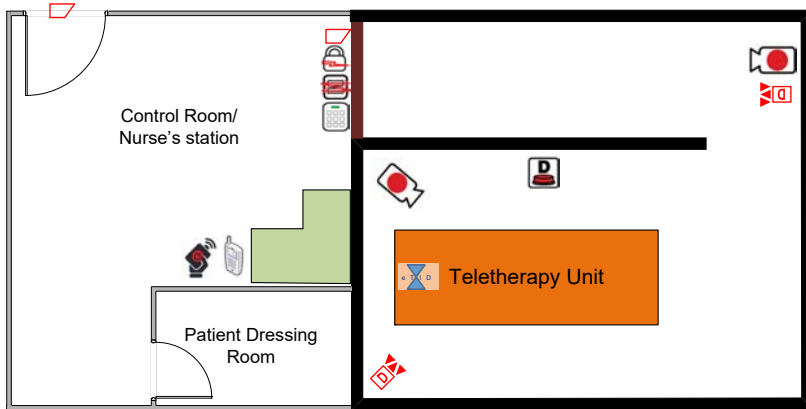 Control Room/
Nurse's station
D
D
e T I D
Teletherapy Unit
Patient Dressing
Room
D